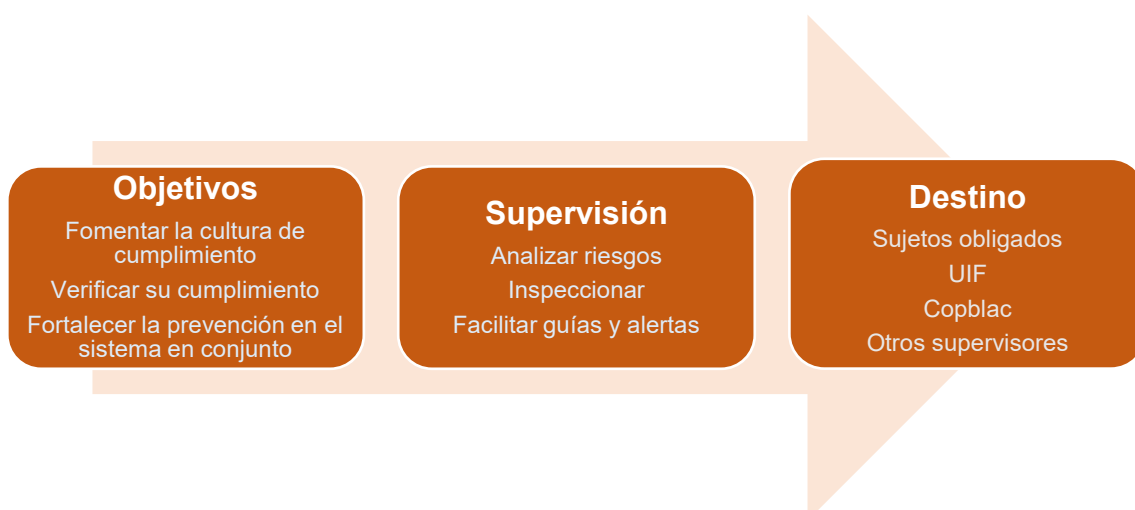 Objetivos
Fomentar la cultura de
cumplimiento
Verificar su cumplimiento
Fortalecer la prevención en el
sistema en conjunto
Supervisión
Analizar riesgos
Inspeccionar
Facilitar guías y alertas
Destino
Sujetos obligados
UIF
Copblac
Otros supervisores